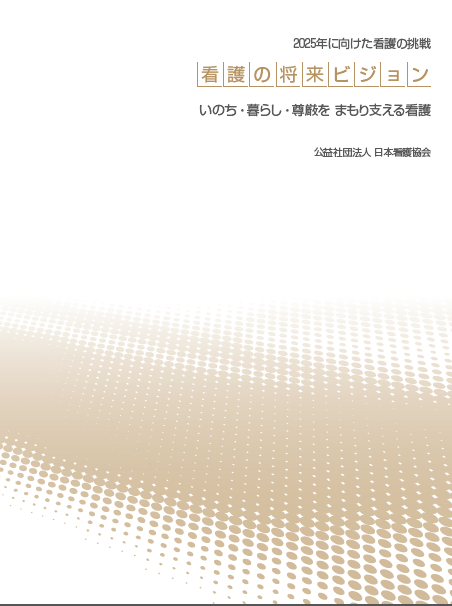 2025年に向けた看護の挑戦
看護の将来ビジョン
いのち・暮らし・尊厳を まもり支える看護
公益社団法人 日本看護協会